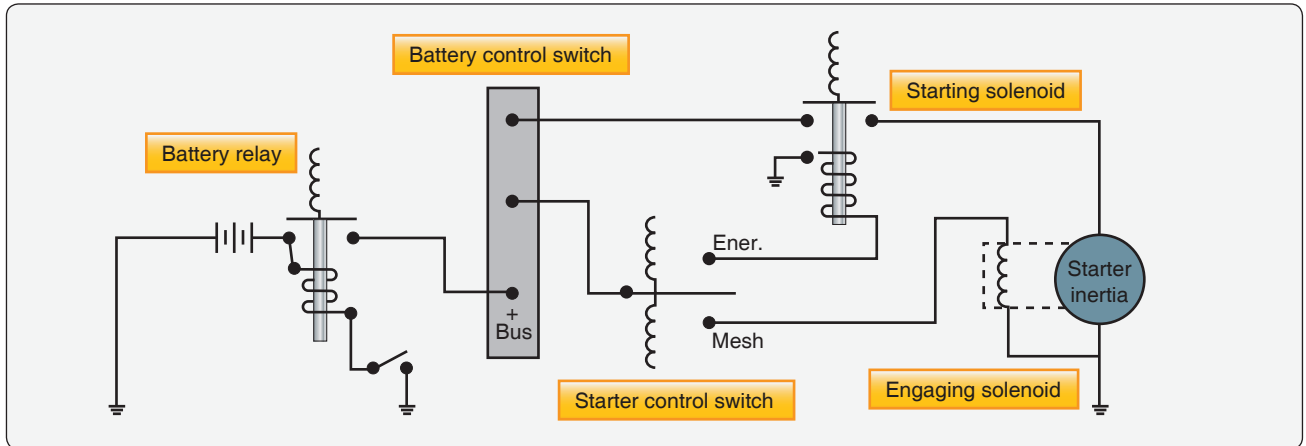 Battery control switch
Starting solenoid
Battery relay
Ener.
Starter
inertia
+
Bus
Mesh
Starter control switch
Engaging solenoid